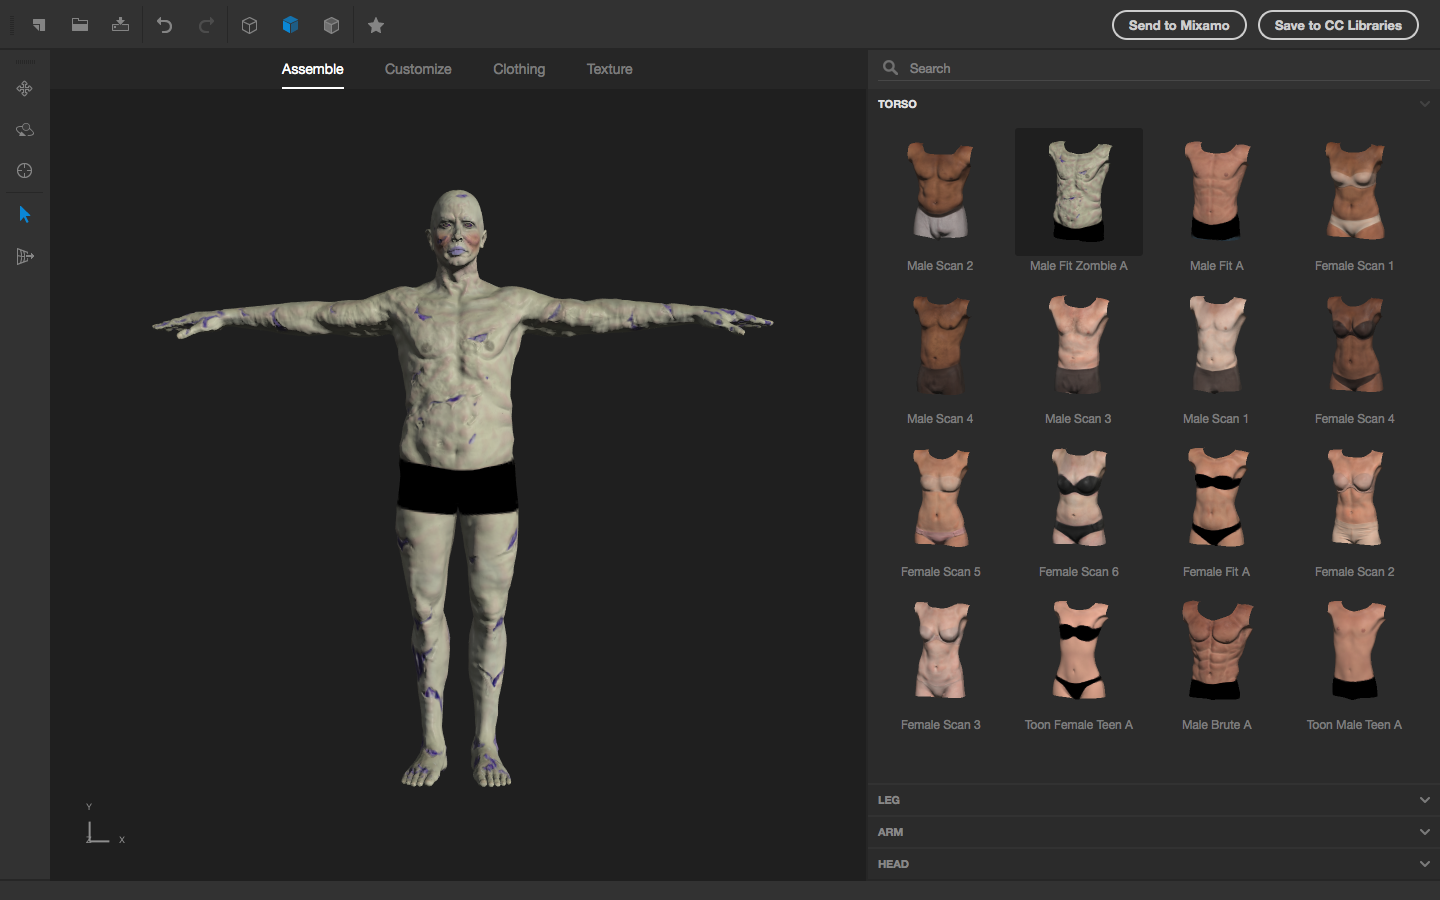 Send to Mixamo
Save to CC Libraries
Assemble
Customize
Clothing
Texture
Search
TORSO
Male Scan 2
Male Fit Zombie A
Male Fit A
Female Scan 1
Male Scan 4
Male Scan 3
Male Scan 1
Female Scan 4
Female Scan 5
Female Scan 6
Female Fit A
Female Scan 2
Female Scan 3
Toon Female Teen A
Male Brute A
Toon Male Teen A
LEG
ARM
HEAD
Y
Z
X